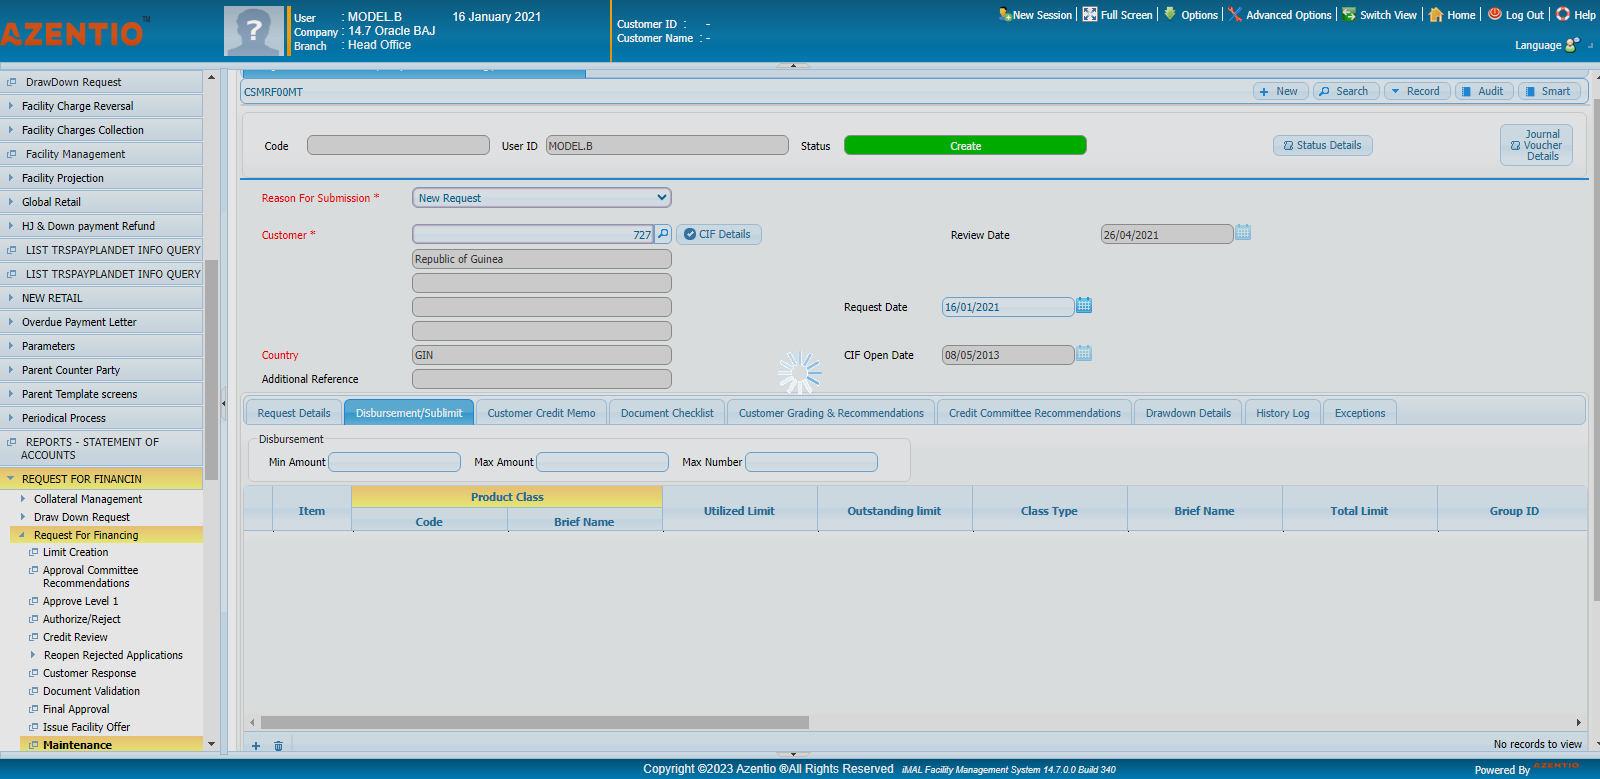 AZENTIO™
User : MODEL.B 16 January 2021
Company : 14.7 Oracle BAJ
Branch : Head Office
Customer ID : -
Customer Name : -
New Session
Full Screen
Options
Advanced Options
Switch View
Home
Log Out
Help
Language
DrawDown Request
Facility Charge Reversal
Facility Charges Collection
Facility Management
Facility Projection
Global Retail
HJ & Down payment Refund
LIST TRSPAYPLANDET INFO QUERY
LIST TRSPAYPLANDET INFO QUERY
NEW RETAIL
Overdue Payment Letter
Parameters
Parent Counter Party
Parent Template screens
Periodical Process
REPORTS - STATEMENT OF
ACCOUNTS
REQUEST FOR FINANCIN
Collateral Management
Draw Down Request
Request For Financing
Limit Creation
Approval Committee
Recommendations
Approve Level 1
Authorize/Reject
Credit Review
Reopen Rejected Applications
Customer Response
Document Validation
Final Approval
Issue Facility Offer
Maintenance
CSMRF00MT
New
Search
Record
Audit
Smart
Code
User ID MODEL.B
Status Create
Status Details
Journal
Voucher
Details
Reason For Submission * New Request
Customer * 727 CIF Details
Review Date 26/04/2021
Republic of Guinea
Request Date 16/01/2021
Country GIN
CIF Open Date 08/05/2013
Additional Reference
Request Details
Disbursement/Sublimit
Customer Credit Memo
Document Checklist
Customer Grading & Recommendations
Credit Committee Recommendations
Drawdown Details
History Log
Exceptions
Disbursement
Min Amount
Max Amount
Max Number
Item
Product Class
Code
Brief Name
Utilized Limit
Outstanding limit
Class Type
Brief Name
Total Limit
Group ID
No records to view
Copyright ©2023 Azentio ®All Rights Reserved iMAL Facility Management System 14.7.0.0 Build 340
Powered By AZENTIO